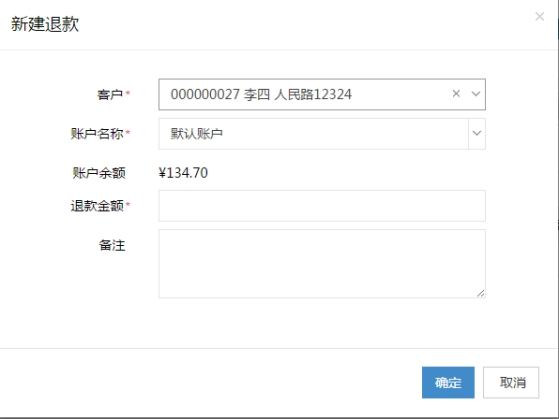 新建退款
×
客户*
000000027 李四 人民路12324
×
账户名称*
默认账户
账户余额
¥134.70
退款金额*
备注
确定
取消